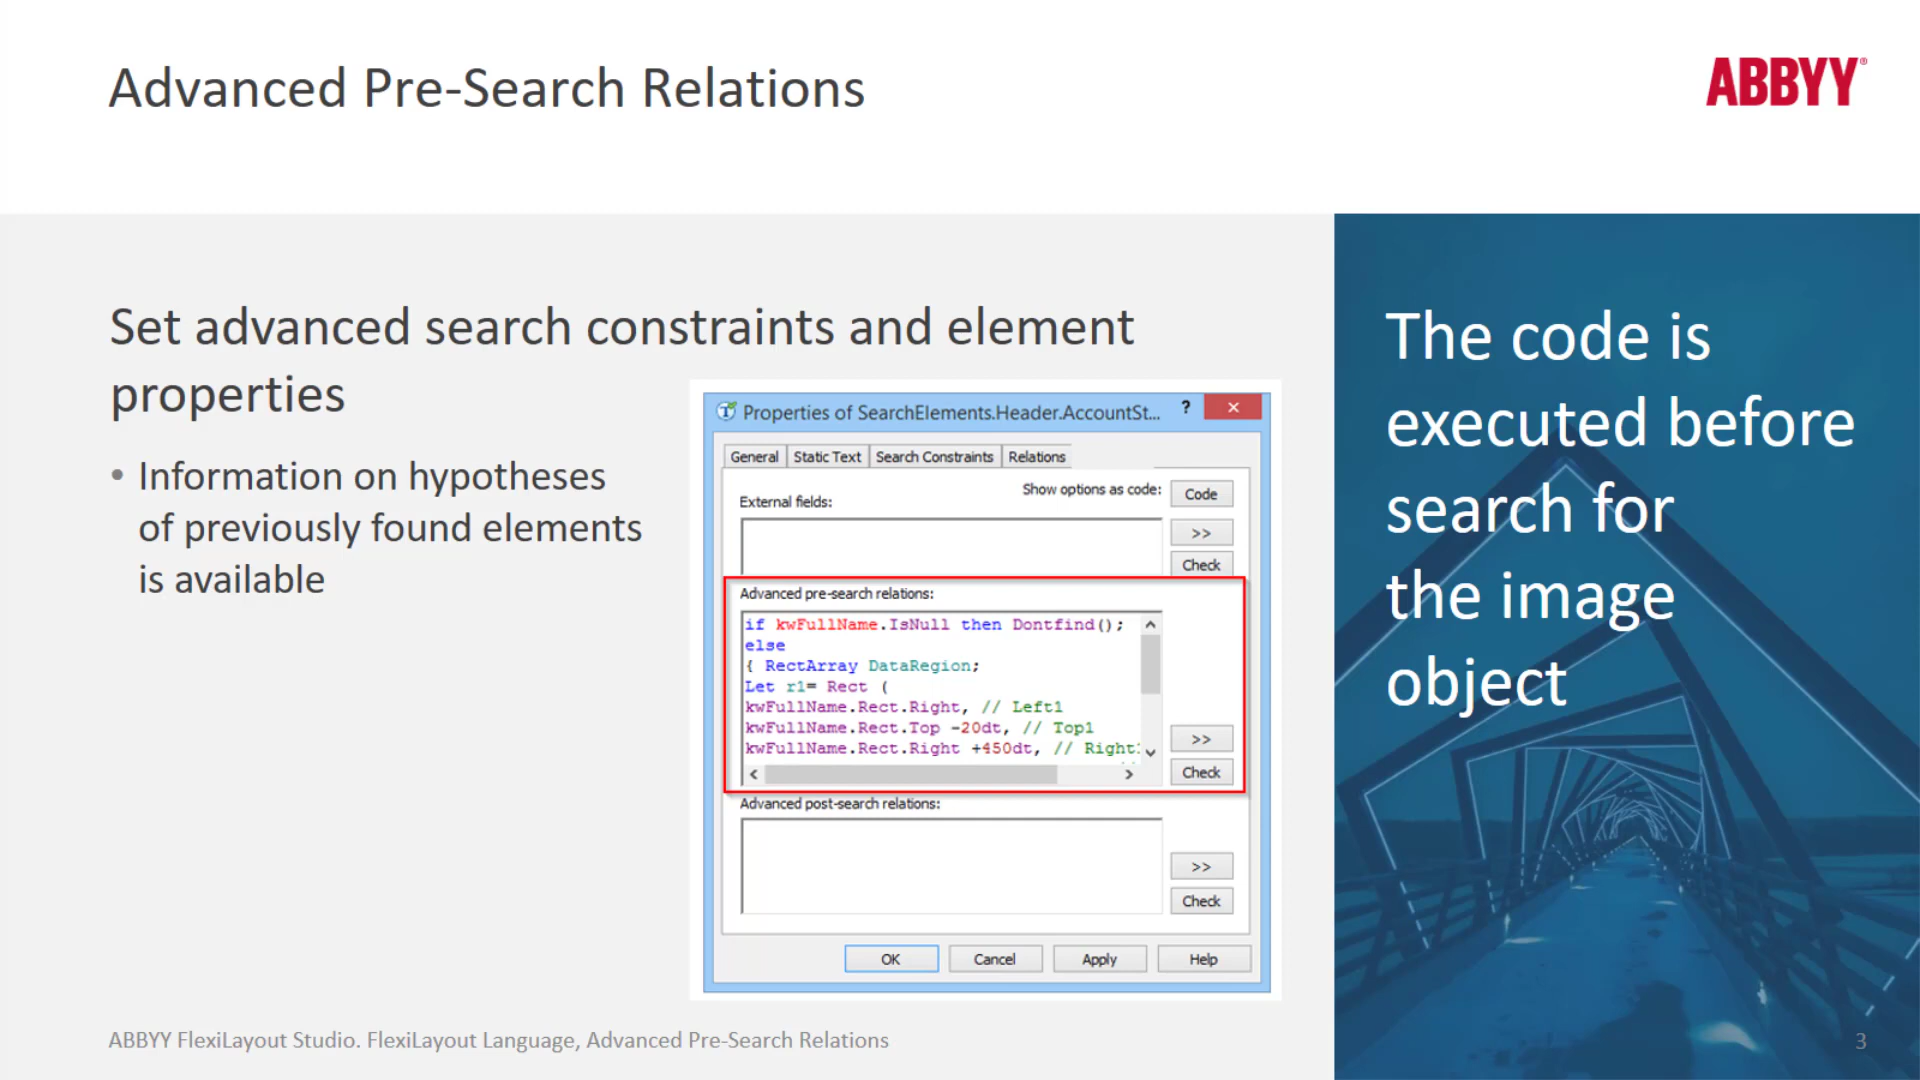 Advanced Pre-Search Relations
ABBYY®
Set advanced search constraints and element
properties
• Information on hypotheses
of previously found elements
is available
Properties of SearchElements.Header.AccountSt...
?
General
Static Text
Search Constraints
Relations
Show options as code:
Code
External fields:
>>
Check
Advanced pre-search relations:
if kwFullName.IsNull then Dontfind();
else
{ RectArray DataRegion;
Let r1= Rect (
kwFullName.Rect.Right, // Left1
kwFullName.Rect.Top -20dt, // Top1
kwFullName.Rect.Right +450dt, // Right
>>
Check
Advanced post-search relations:
>>
Check
OK
Cancel
Apply
Help
The code is
executed before
search for
the image
object
ABBYY FlexiLayout Studio. FlexiLayout Language, Advanced Pre-Search Relations
3